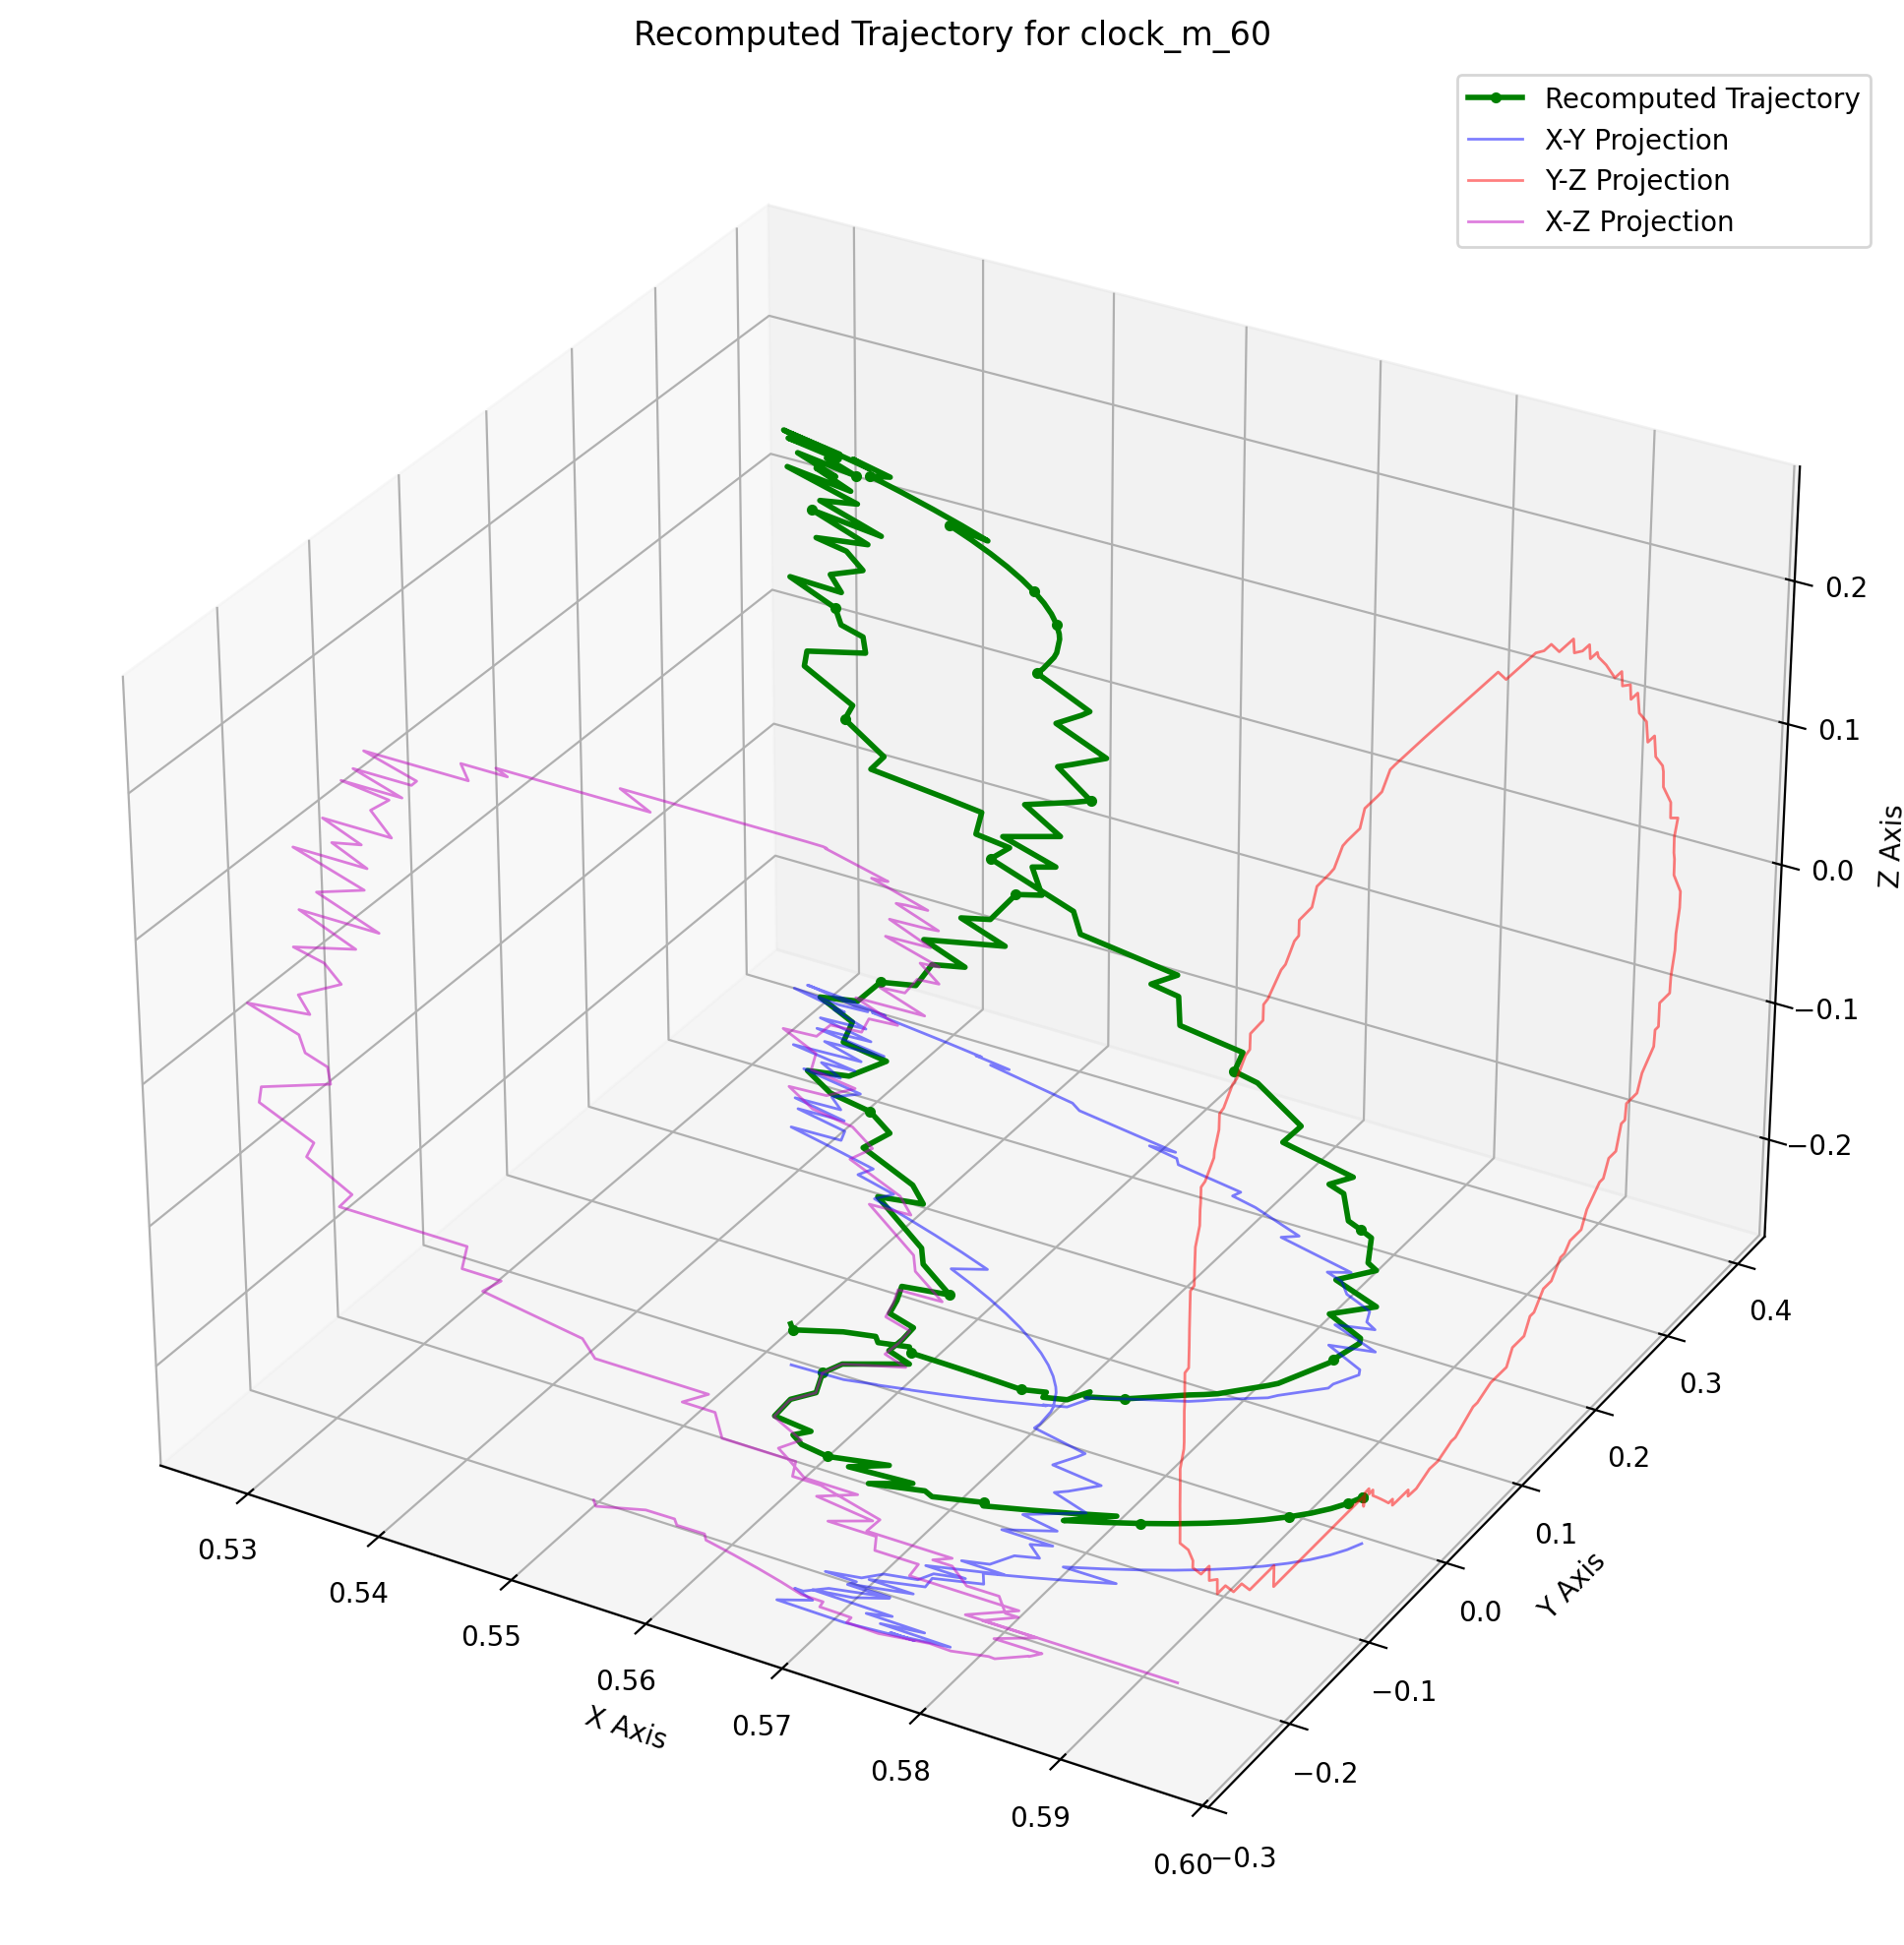 Recomputed Trajectory for clock_m_60
Recomputed Trajectory
X-Y Projection
Y-Z Projection
X-Z Projection
0.2
0.1
0.0
−0.1
−0.2
Z Axis
0.4
0.3
0.2
0.1
0.0
−0.1
−0.2
−0.3
Y Axis
0.53
0.54
0.55
0.56
0.57
0.58
0.59
0.60
X Axis